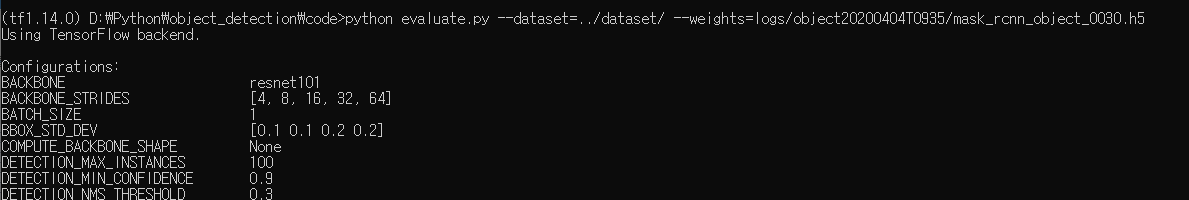 (tf1.14.0) D:₩Python₩object_detection₩code>python evaluate.py --dataset=../dataset/ --weights=logs/object20200404T0935/mask_rcnn_object_0030.h5
Using TensorFlow backend.
Configurations:
BACKBONE resnet101
BACKBONE_STRIDES [4, 8, 16, 32, 64]
BATCH_SIZE 1
BBOX_STD_DEV [0.1 0.1 0.2 0.2]
COMPUTE_BACKBONE_SHAPE None
DETECTION_MAX_INSTANCES 100
DETECTION_MIN_CONFIDENCE 0.9
DETECTION_NMS_THRESHOLD 0.3